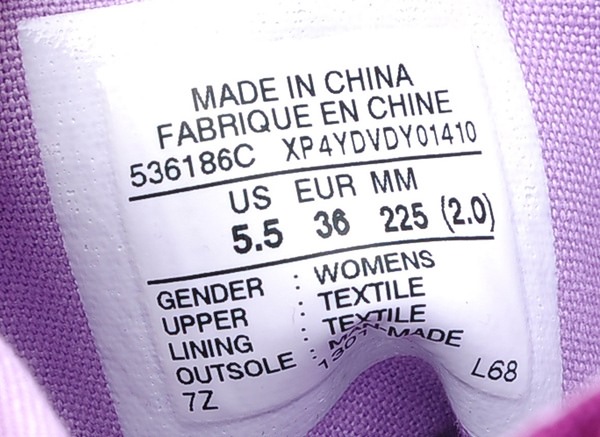 MADE IN CHINA
FABRIQUE EN CHINE
536186C XP4YDVDY01410
US EUR MM
5.5 36 225 (2.0)
GENDER : WOMENS
UPPER : TEXTILE
LINING : TEXTILE
OUTSOLE : MAN-MADE
7Z L68